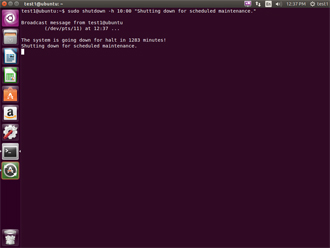 test1@ubuntu: ~
12:37 PM
test1
test1@ubuntu:~$ sudo shutdown -h 10:00 "Shutting down for scheduled maintenance."
Broadcast message from test1@ubuntu
(/dev/pts/11) at 12:37 ...
The system is going down for halt in 1283 minutes!
Shutting down for scheduled maintenance.